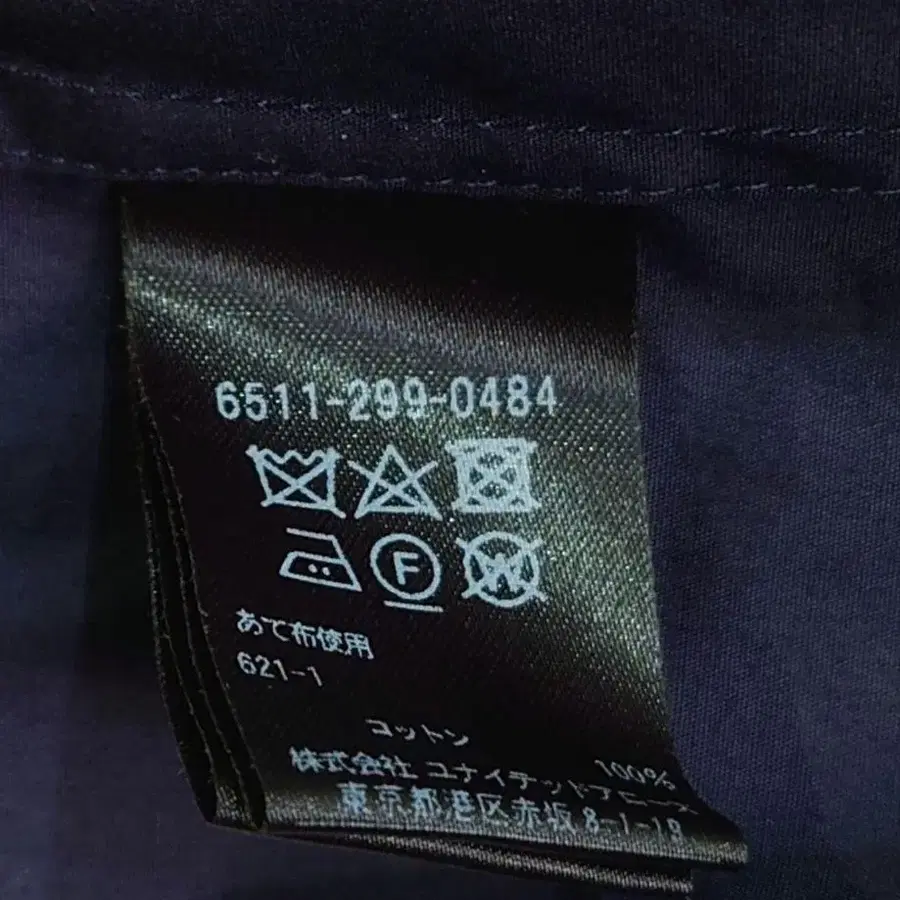 6511-299-0484
F
W
あて布使用
621-1
コットン
100%
株式会社 ユナイテッドアローズ
東京都港区赤坂8-1-19